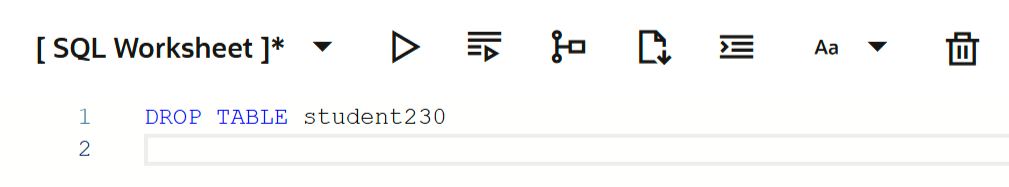 [ SQL Worksheet ]* Aa
1 DROP TABLE student230
2